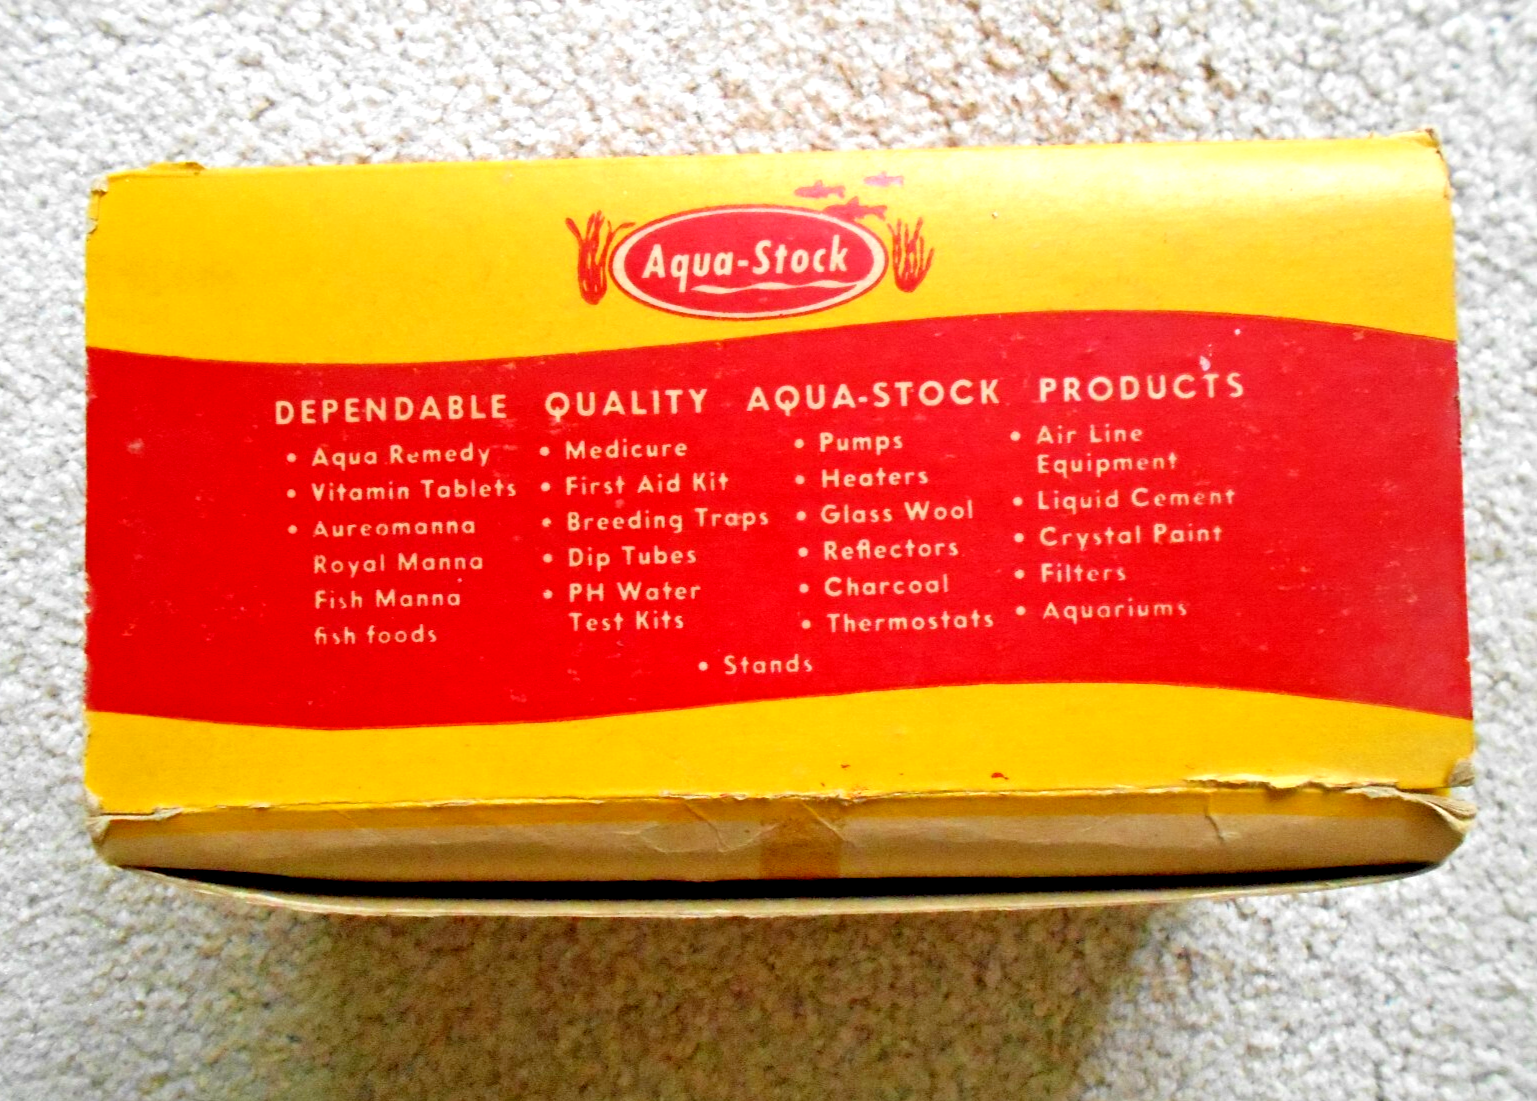 Aqua-Stock
DEPENDABLE QUALITY AQUA-STOCK PRODUCTS
• Aqua Remedy
• Vitamin Tablets
• Aureomanna
Royal Manna
Fish Manna
fish foods
• Medicure
• First Aid Kit
• Breeding Traps
• Dip Tubes
• PH Water
Test Kits
• Pumps
• Heaters
• Glass Wool
• Reflectors
• Charcoal
• Thermostats
• Air Line
Equipment
• Liquid Cement
• Crystal Paint
• Filters
• Aquariums
• Stands